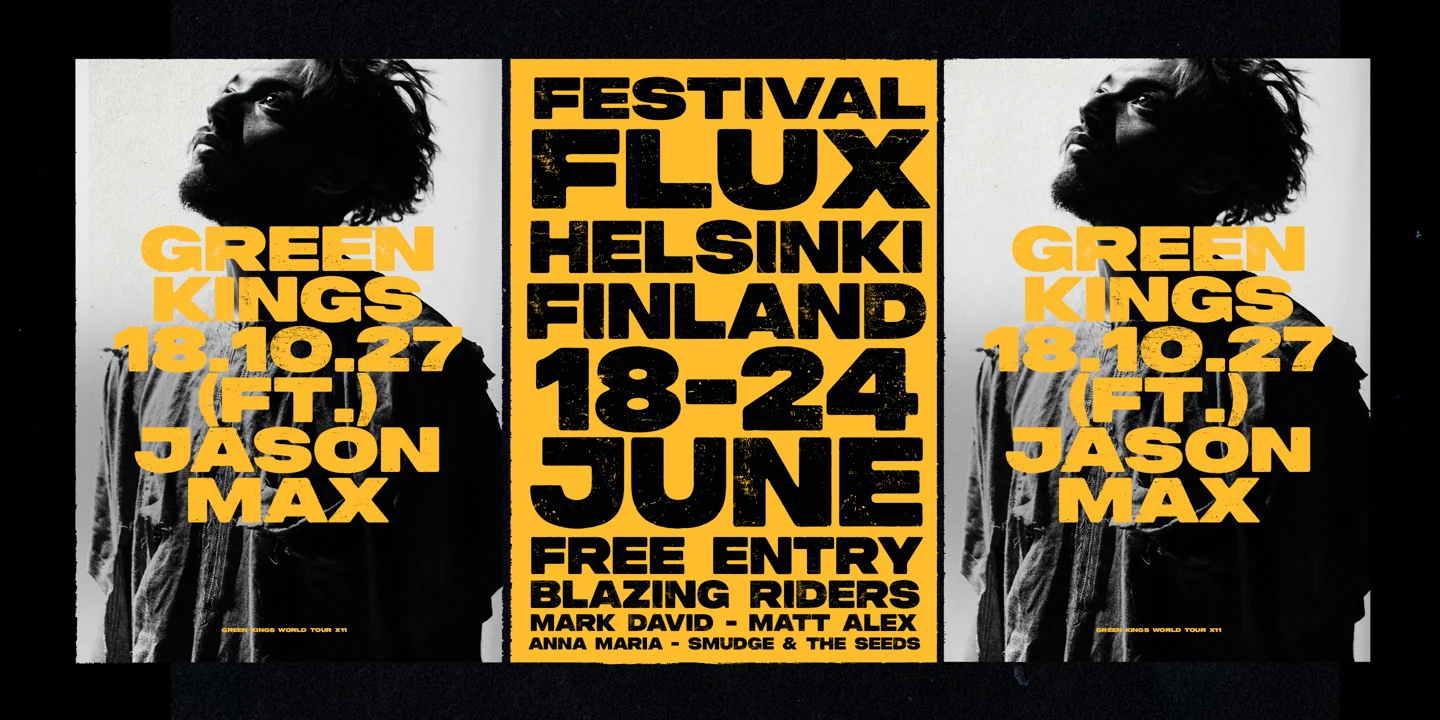 GREEN
KINGS
18.10.27
(FT.)
JASON
MAX
GREEN KINGS WORLD TOUR X11
FESTIVAL
FLUX
HELSINKI
FINLAND
18-24
JUNE
FREE ENTRY
BLAZING RIDERS
MARK DAVID - MATT ALEX
ANNA MARIA - SMUDGE & THE SEEDS
GREEN
KINGS
18.10.27
(FT.)
JASON
MAX
GREEN KINGS WORLD TOUR X11